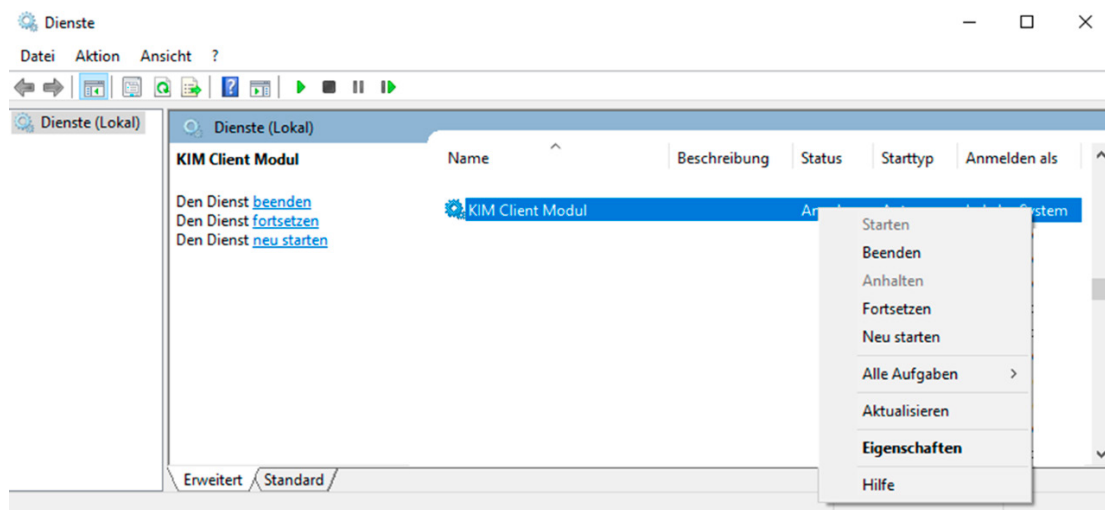 Dienste
Datei Aktion Ansicht ?
Dienste (Lokal)
Dienste (Lokal)
KIM Client Modul
Den Dienst beenden
Den Dienst fortsetzen
Den Dienst neu starten
Name Beschreibung Status Starttyp Anmelden als
KIM Client Modul
Starten
Beenden
Anhalten
Fortsetzen
Neu starten
Alle Aufgaben
Aktualisieren
Eigenschaften
Hilfe
Erweitert Standard